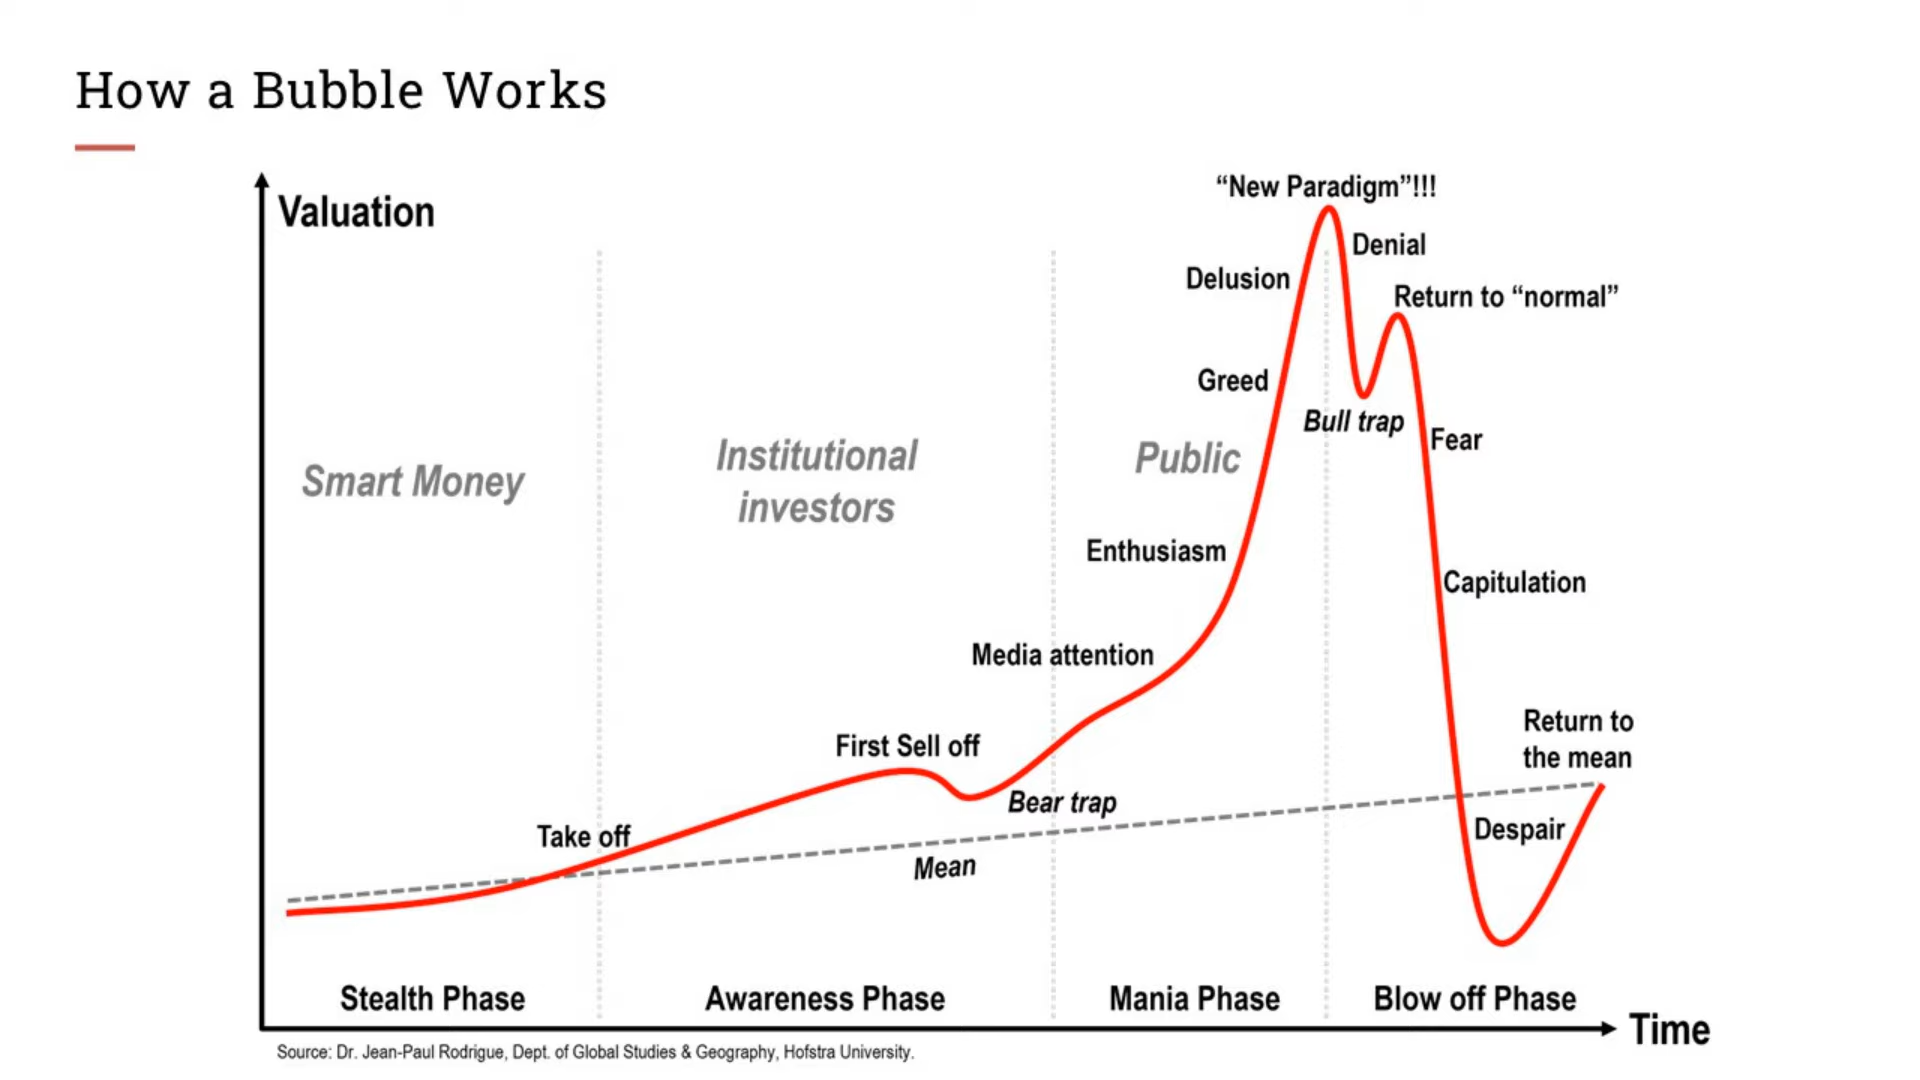 How a Bubble Works
Valuation
“New Paradigm”!!!
Denial
Delusion
Return to “normal”
Greed
Bull trap
Fear
Smart Money
Institutional
investors
Public
Enthusiasm
Capitulation
Media attention
First Sell off
Bear trap
Return to
the mean
Take off
Mean
Despair
Stealth Phase
Awareness Phase
Mania Phase
Blow off Phase
Time
Source: Dr. Jean-Paul Rodrigue, Dept. of Global Studies & Geography, Hofstra University.